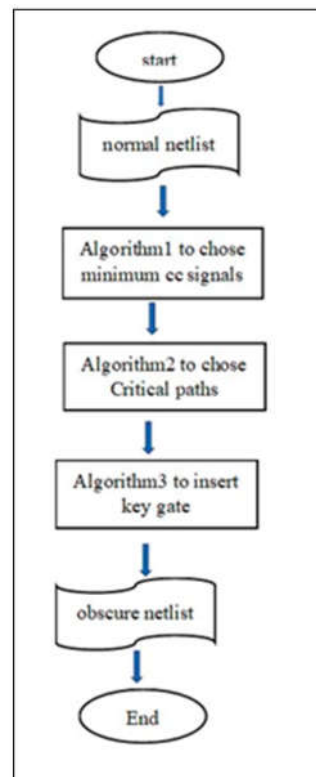 start
normal netlist
Algorithm1 to chose
minimum cc signals
Algorithm2 to chose
Critical paths
Algorithm3 to insert
key gate
obscure netlist
End